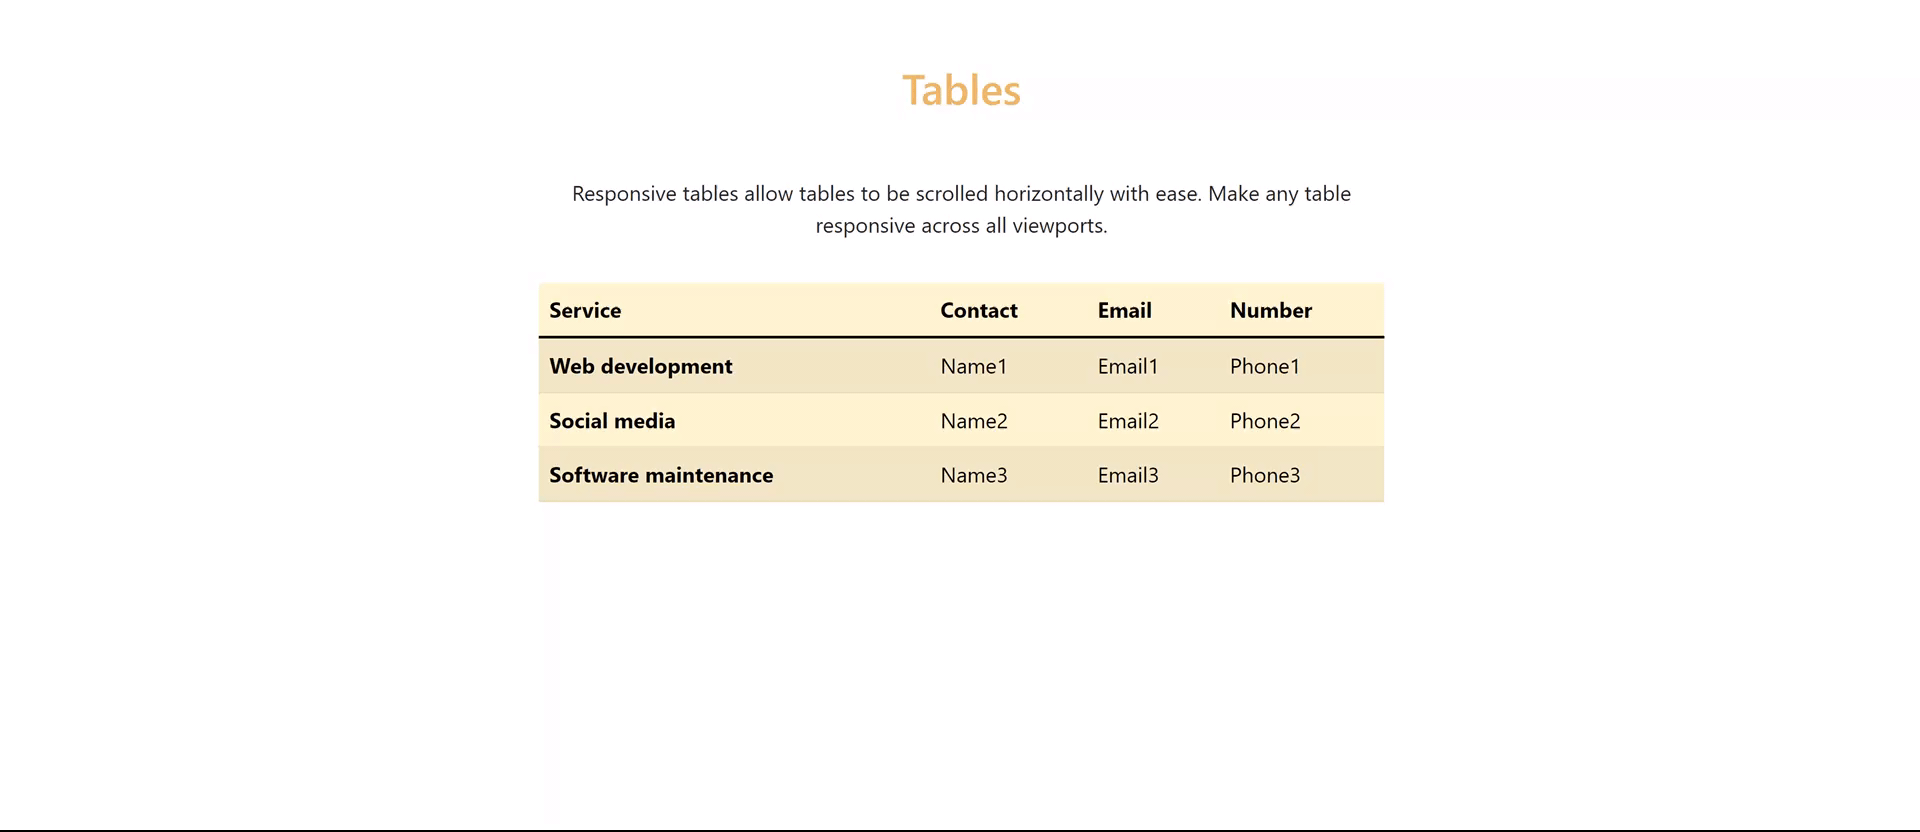 Tables
Responsive tables allow tables to be scrolled horizontally with ease. Make any table
responsive across all viewports.
Service Contact Email Number
Web development Name1 Email1 Phone1
Social media Name2 Email2 Phone2
Software maintenance Name3 Email3 Phone3